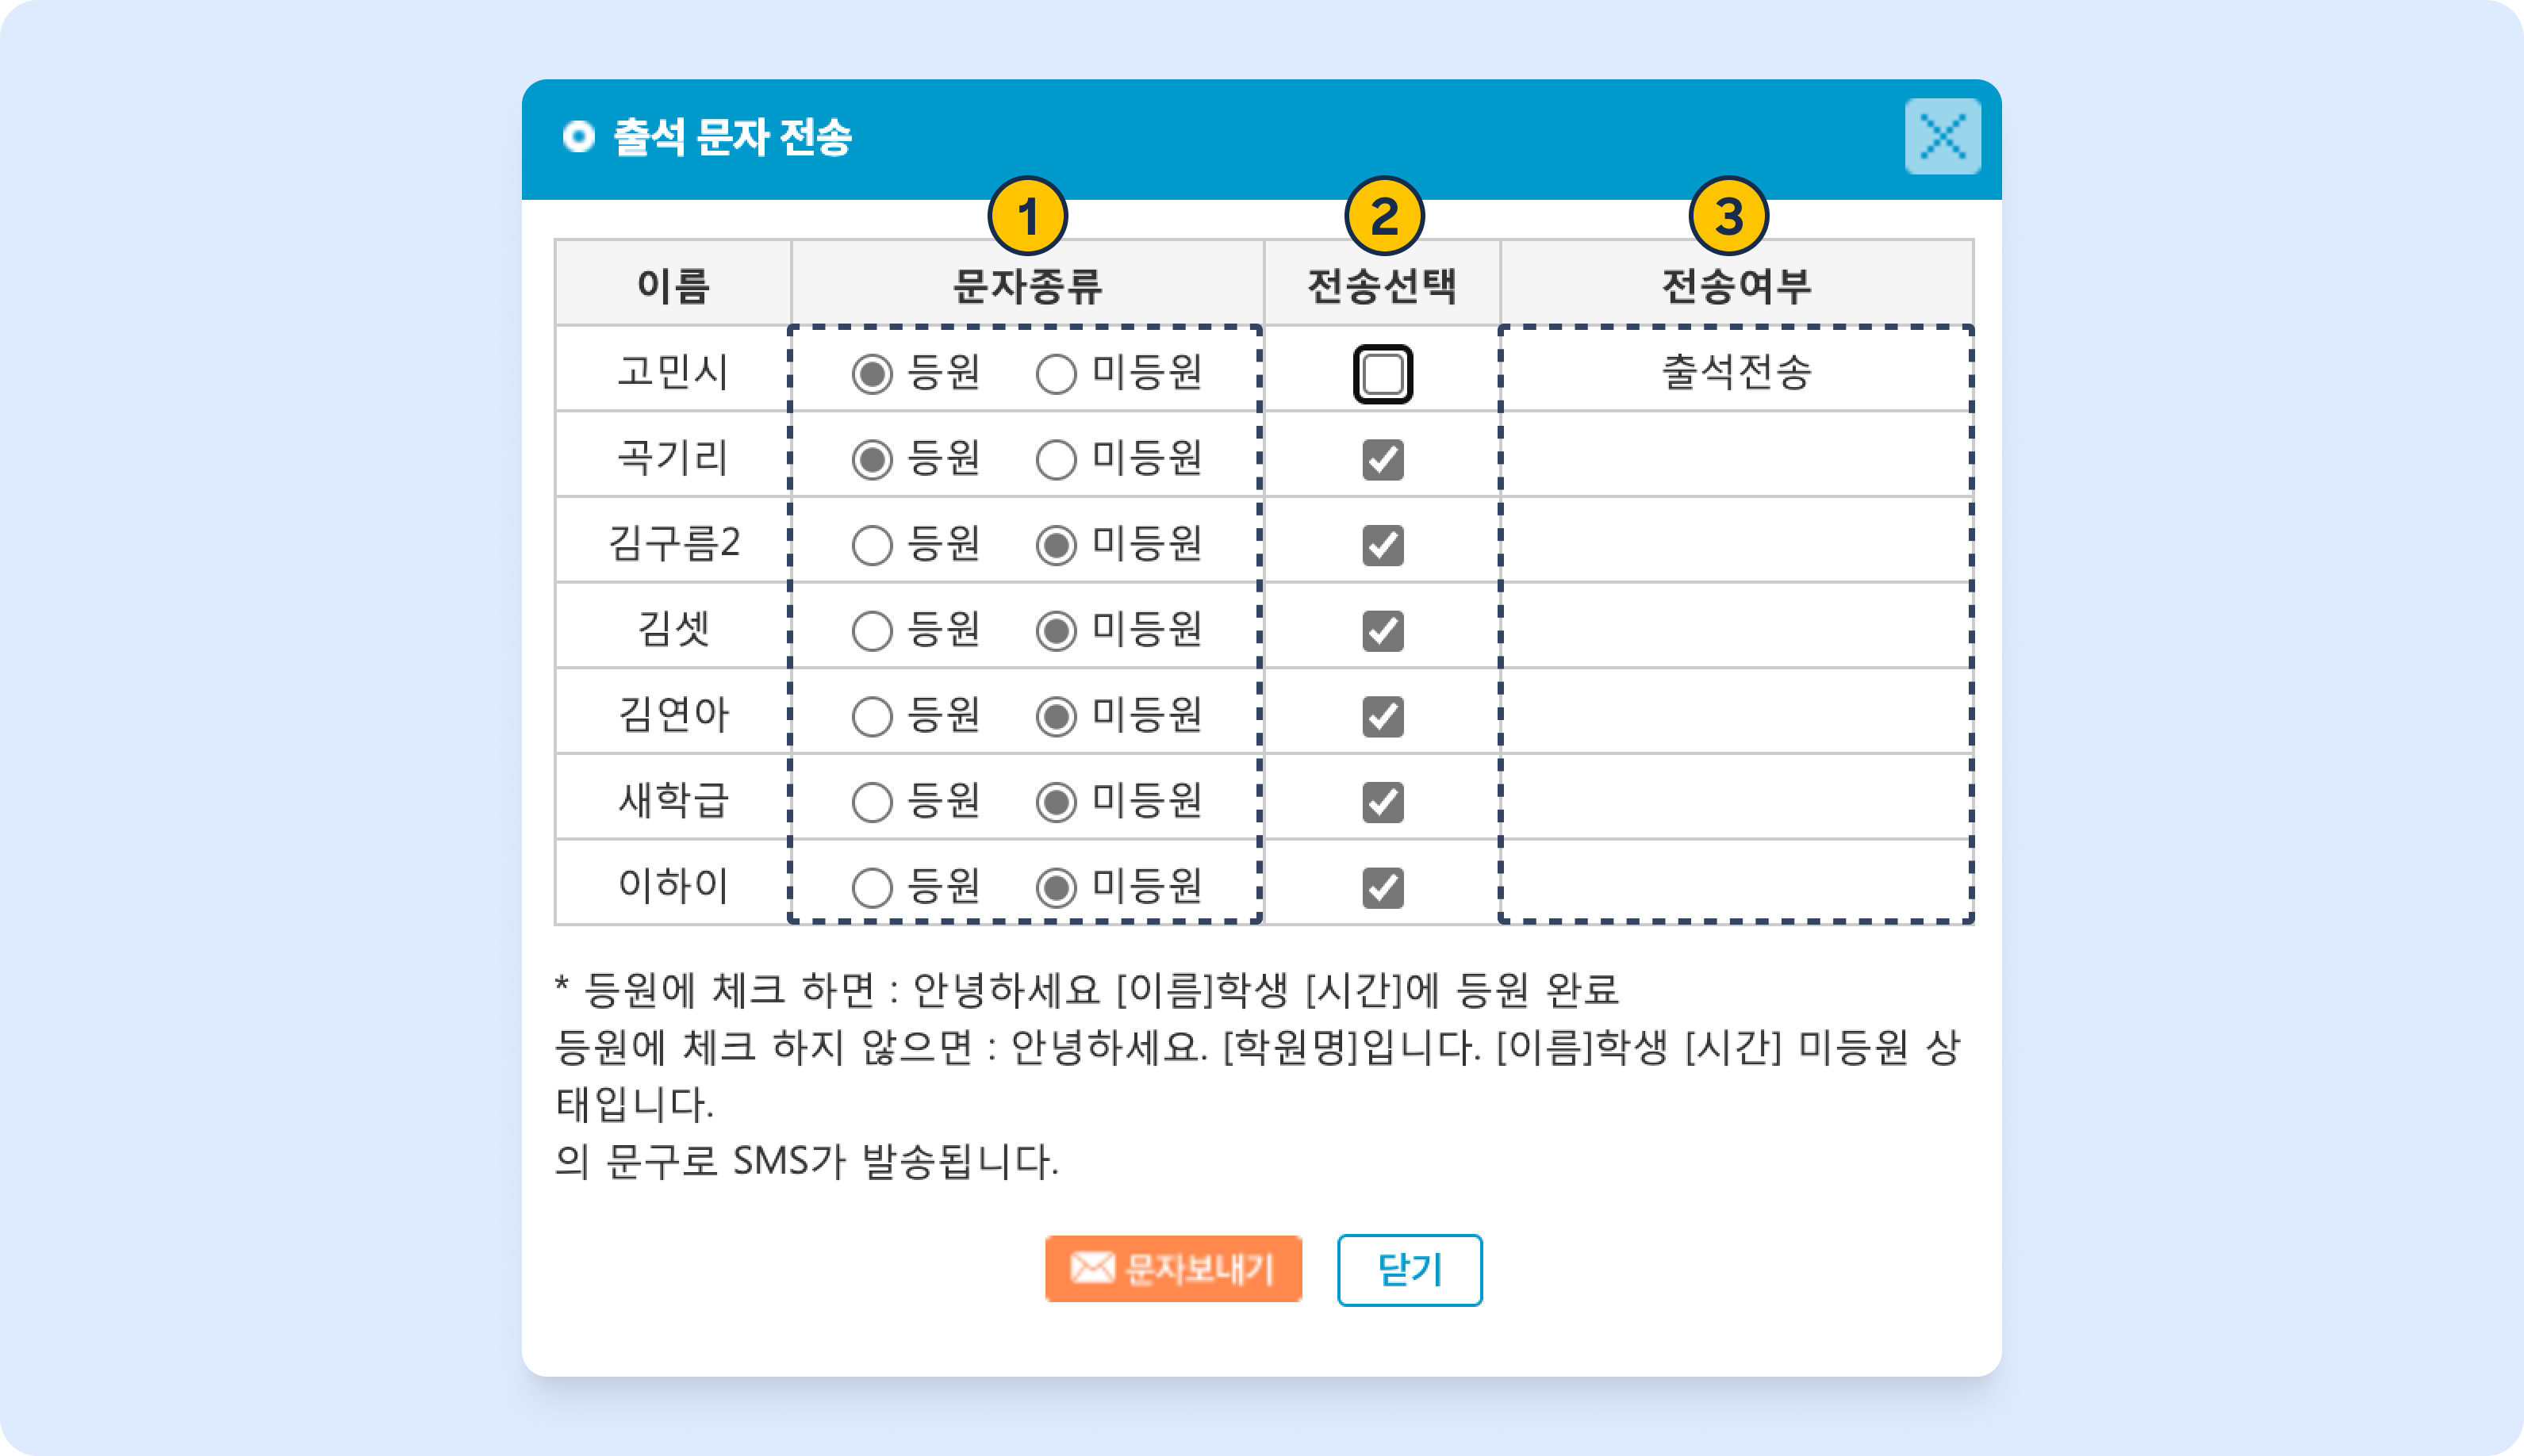 출석 문자 전송
1 2 3
이름 문자종류 전송선택 전송여부
고민시 등원 미등원 출석전송
곡기리 등원 미등원
김구름2 등원 미등원
김셋 등원 미등원
김연아 등원 미등원
새학급 등원 미등원
이하이 등원 미등원
* 등원에 체크 하면 : 안녕하세요 [이름]학생 [시간]에 등원 완료
등원에 체크 하지 않으면 : 안녕하세요. [학원명]입니다. [이름]학생 [시간] 미등원 상
태입니다.
의 문구로 SMS가 발송됩니다.
문자보내기 닫기